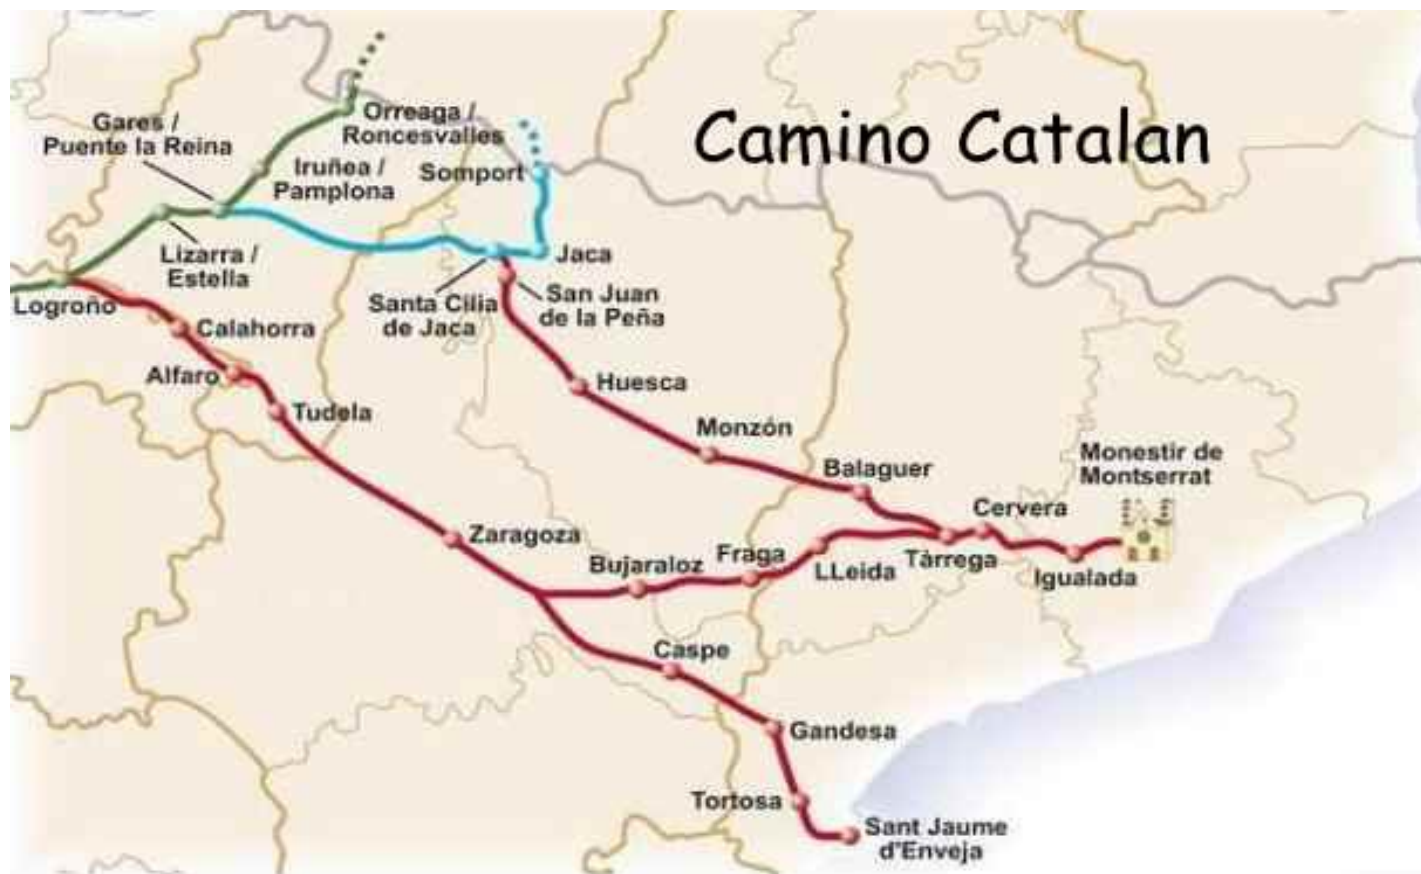 Camino Catalan
Gares /
Puente la Reina
Orreaga /
Roncesvalles
Iruñea /
Pamplona
Somport
Lizarra /
Estella
Jaca
Logroño
Santa Cilia
de Jaca
San Juan
de la Peña
Calahorra
Alfaro
Huesca
Tudela
Monzón
Monestir de
Montserrat
Balaguer
Cervera
Zaragoza
Fraga
Bujaraloz
LLeida
Tàrrega
Igualada
Caspe
Gandesa
Tortosa
Sant Jaume
d'Enveja